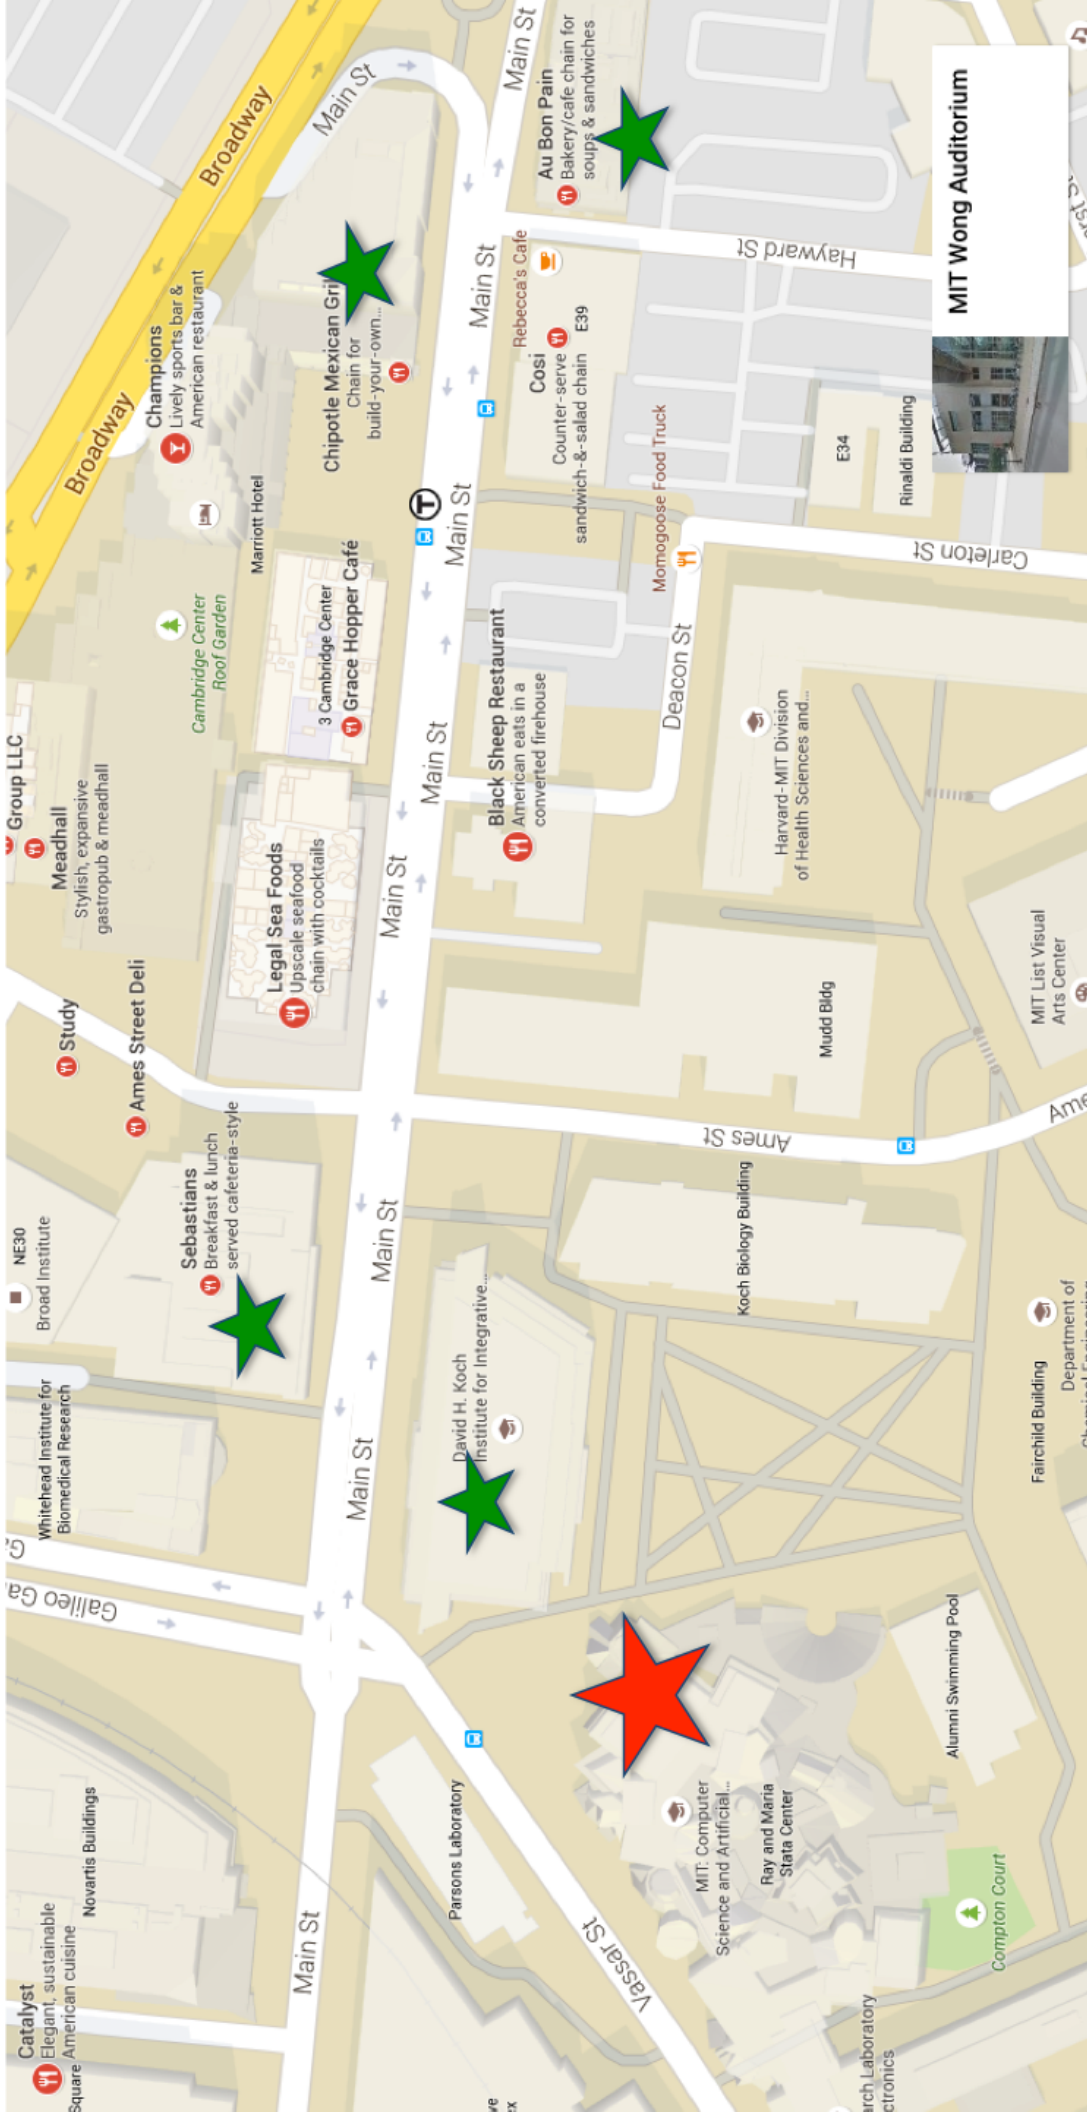 Catalyst
Elegant, sustainable
American cuisine
Square
Novartis Buildings
Main St
Parsons Laboratory
Vassar St
MIT: Computer
Science and Artificial...
Ray and Maria
Stata Center
Compton Court
Alumni Swimming Pool
Galileo Ga
Whitehead Institute for
Biomedical Research
Main St
NE30
Broad Institute
Sebastians
Breakfast & lunch
served cafeteria-style
David H. Koch
Institute for Integrative...
Koch Biology Building
Fairchild Building
Department of
Main St
Ames Street Deli
Study
Ames St
Ame
Mudd Bldg
MIT List Visual
Arts Center
Group LLC
Meadhall
Stylish, expansive
gastropub & meadhall
Legal Sea Foods
Upscale seafood
chain with cocktails
Main St
Black Sheep Restaurant
American eats in a
converted firehouse
Main St
Deacon St
Harvard-MIT Division
of Health Sciences and...
Cambridge Center
Roof Garden
3 Cambridge Center
Grace Hopper Café
Marriott Hotel
Main St
Momogoose Food Truck
Carleton St
Broadway
Champions
Lively sports bar &
American restaurant
Chipotle Mexican Gril
Chain for
build-your-own...
T
Cosi
Counter-serve
sandwich-&-salad chain
E39
Rebecca's Cafe
E34
Rinaldi Building
Main St
Hayward St
Broadway
Main St
Main St
Au Bon Pain
Bakery/cafe chain for
soups & sandwiches
MIT Wong Auditorium